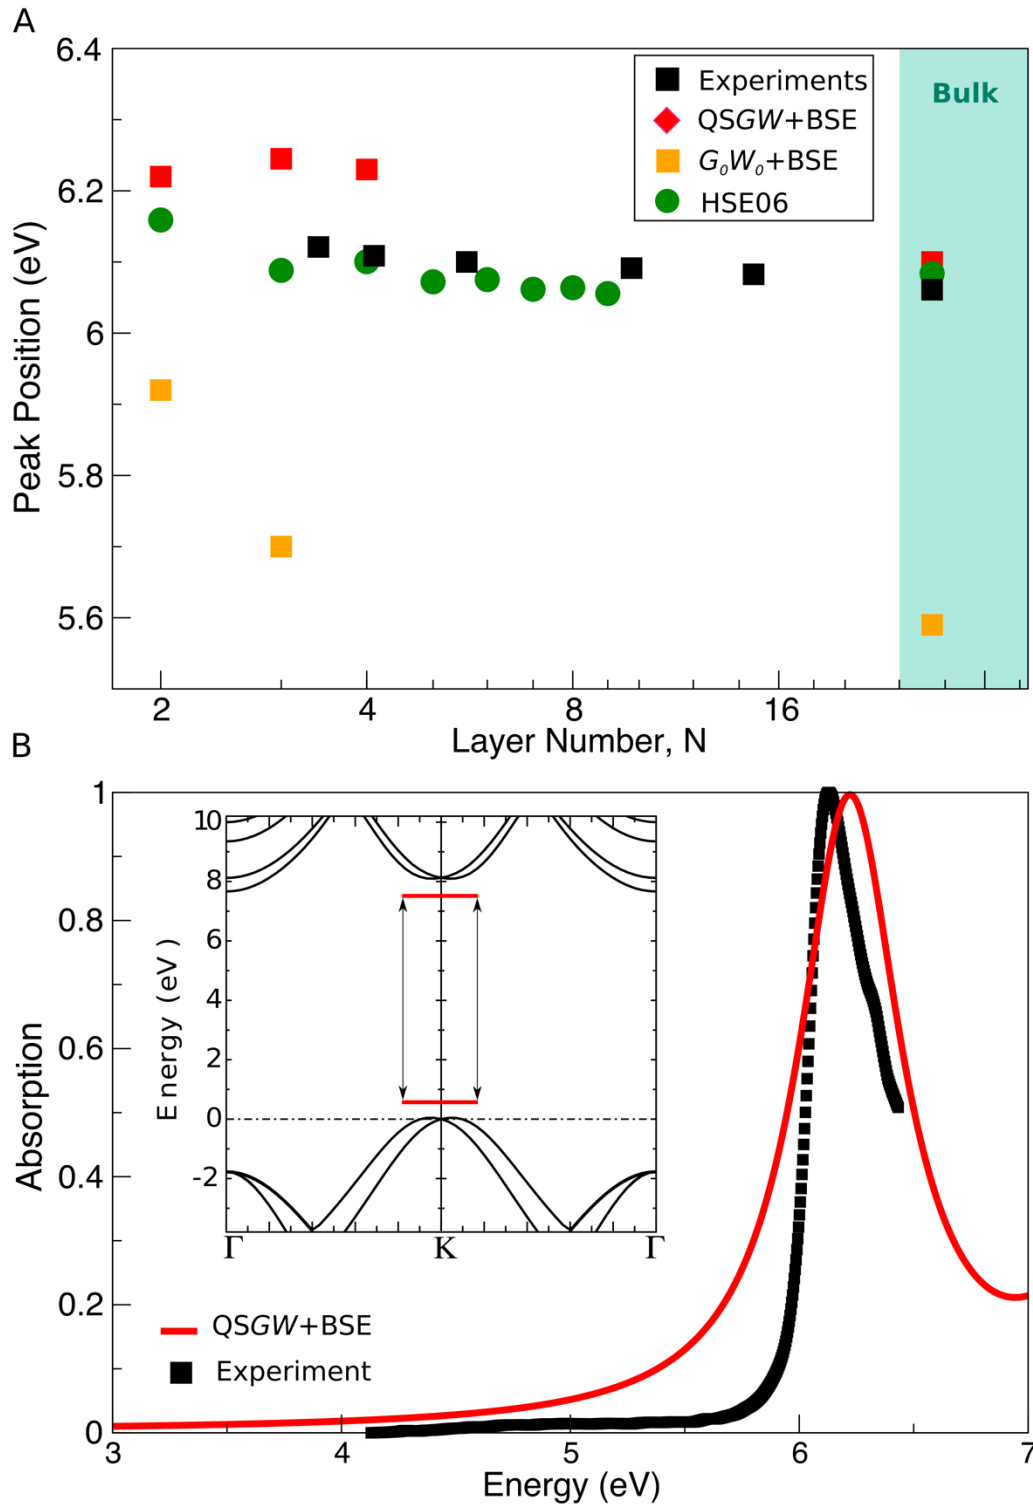 A
6.4
6.2
6
5.8
5.6
Peak Position (eV)
Experiments
QSGW+BSE
G₀W₀+BSE
HSE06
Bulk
2
4
8
16
Layer Number, N
B
1
0.8
0.6
0.4
0.2
0
Absorption
10
8
6
4
2
0
-2
Energy (eV)
Γ
K
Γ
QSGW+BSE
Experiment
3
4
5
6
7
Energy (eV)